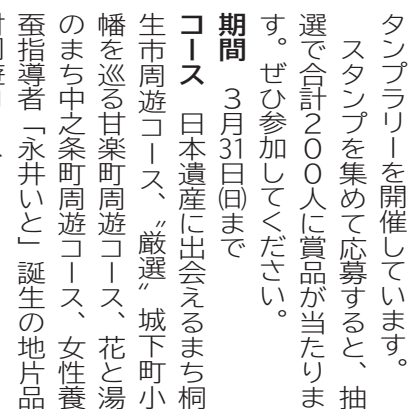 タンプラリーを開催しています。
　スタンプを集めて応募すると、抽
選で合計２００人に賞品が当たりま
す。ぜひ参加してください。
期間　３月31日㈰まで
コース　日本遺産に出会えるまち桐
生市周遊コース、〝厳選〟城下町小
幡を巡る甘楽町周遊コース、花と湯
のまち中之条町周遊コース、女性養
蚕指導者「永井いと」誕生の地片品